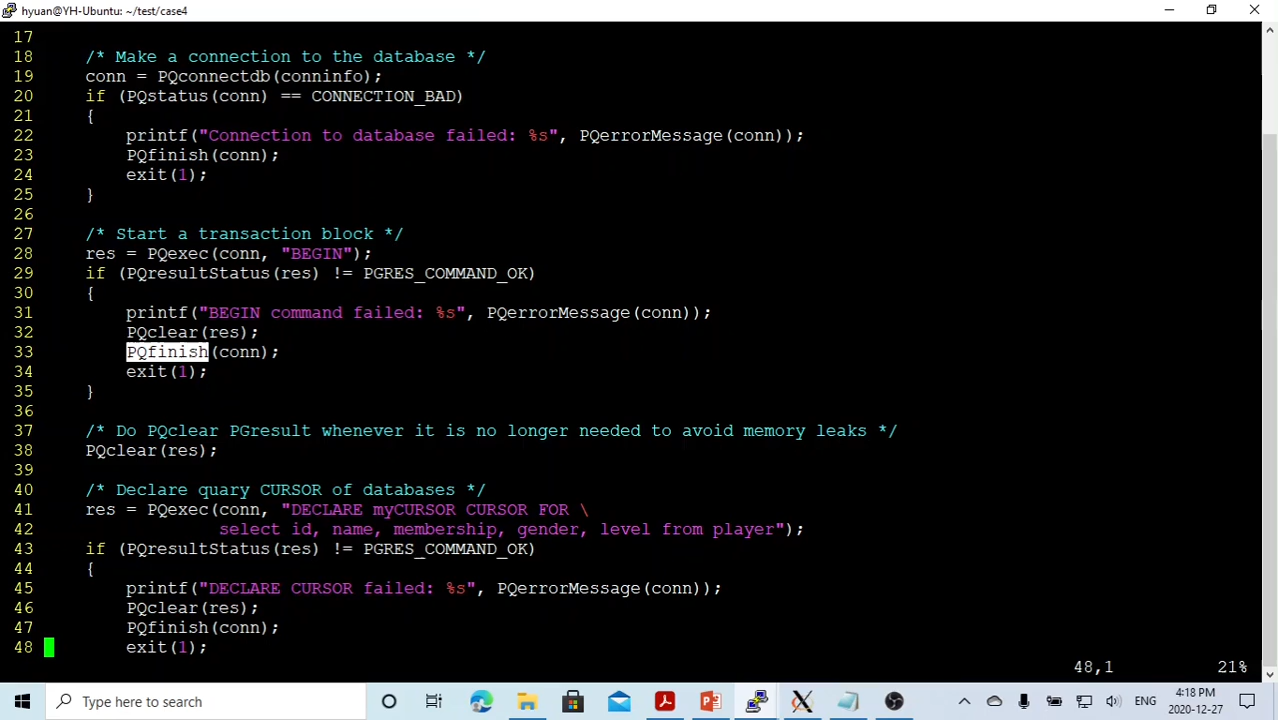 hyuan@YH-Ubuntu: ~/test/case4
17
18 /* Make a connection to the database */
19 conn = PQconnectdb(conninfo);
20 if (PQstatus(conn) == CONNECTION_BAD)
21 {
22 printf("Connection to database failed: %s", PQerrorMessage(conn));
23 PQfinish(conn);
24 exit(1);
25 }
26
27 /* Start a transaction block */
28 res = PQexec(conn, "BEGIN");
29 if (PQresultStatus(res) != PGRES_COMMAND_OK)
30 {
31 printf("BEGIN command failed: %s", PQerrorMessage(conn));
32 PQclear(res);
33 PQfinish(conn);
34 exit(1);
35 }
36
37 /* Do PQclear PGresult whenever it is no longer needed to avoid memory leaks */
38 PQclear(res);
39
40 /* Declare quary CURSOR of databases */
41 res = PQexec(conn, "DECLARE myCURSOR CURSOR FOR \
42 select id, name, membership, gender, level from player");
43 if (PQresultStatus(res) != PGRES_COMMAND_OK)
44 {
45 printf("DECLARE CURSOR failed: %s", PQerrorMessage(conn));
46 PQclear(res);
47 PQfinish(conn);
48 exit(1);
48,1 21%
Type here to search
ENG
4:18 PM
2020-12-27